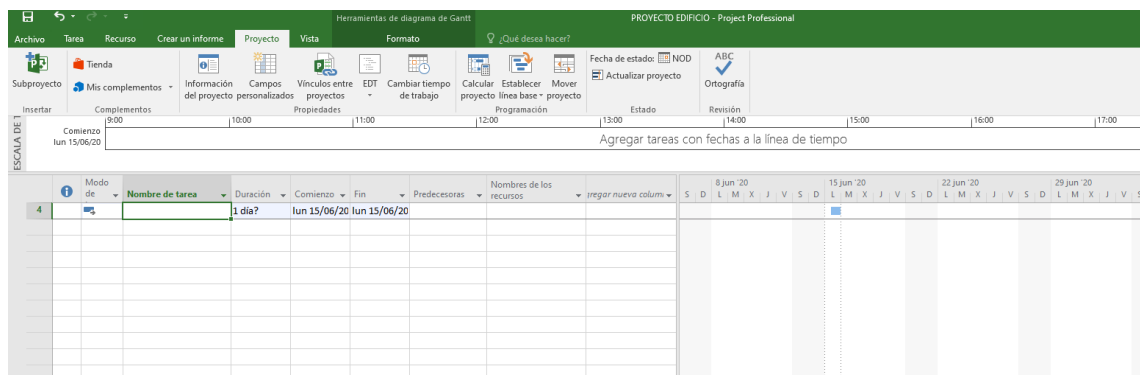 Herramientas de diagrama de Gantt PROYECTO EDIFICIO - Project Professional
Archivo Tarea Recurso Crear un informe Proyecto Vista Formato ¿Qué desea hacer?
Subproyecto
Tienda
Mis complementos
Información del proyecto
Campos personalizados
Vínculos entre proyectos
EDT
Cambiar tiempo de trabajo
Calcular proyecto
Establecer línea base
Mover proyecto
Fecha de estado: NOD
Actualizar proyecto
ABC
Ortografía
Insertar Complementos Propiedades Programación Estado Revisión
ESCALA DE
Comienzo
lun 15/06/20
9:00 10:00 11:00 12:00 13:00 14:00 15:00 16:00 17:00
Agregar tareas con fechas a la línea de tiempo
Modo de Nombre de tarea Duración Comienzo Fin Predecesoras Nombres de los recursos regar nueva colum
8 jun '20 15 jun '20 22 jun '20 29 jun '20
S D L M X J V S D L M X J V S D L M X J V S D L M X J V S
4 1 día? lun 15/06/20 lun 15/06/20